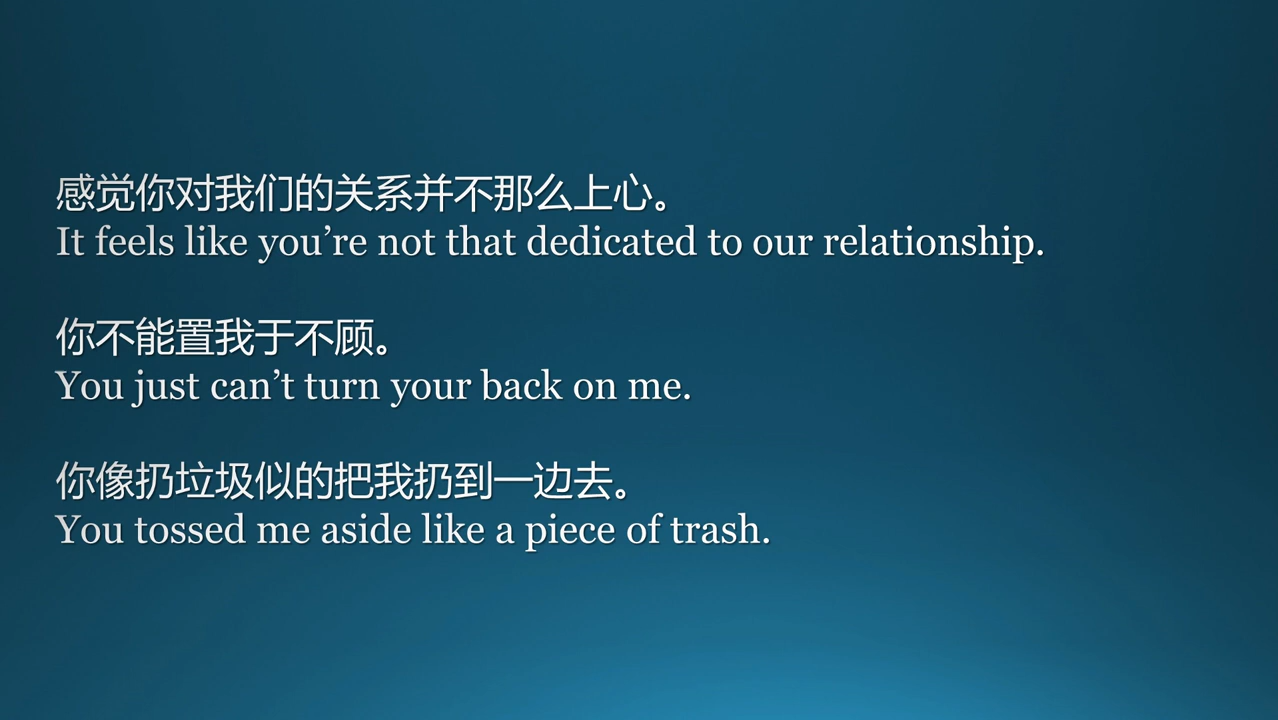 感觉你对我们的关系并不那么上心。
It feels like you’re not that dedicated to our relationship.
你不能置我于不顾。
You just can’t turn your back on me.
你像扔垃圾似的把我扔到一边去。
You tossed me aside like a piece of trash.